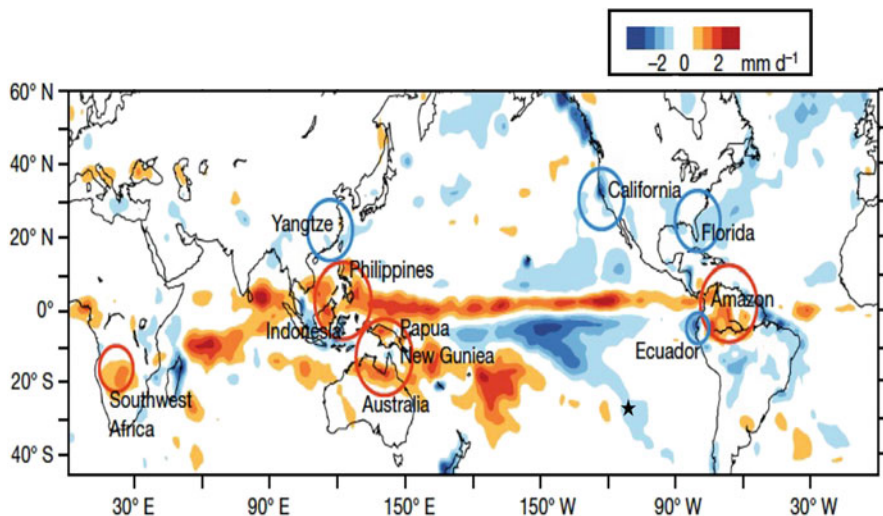 −2 0 2 mm d⁻¹
60° N
40° N
20° N
0°
20° S
40° S
California
Yangtze
Florida
Philippines
Amazon
Indonesia
Papua
New Guniea
Ecuador
Australia
Southwest
Africa
30° E 90° E 150° E 150° W 90° W 30° W